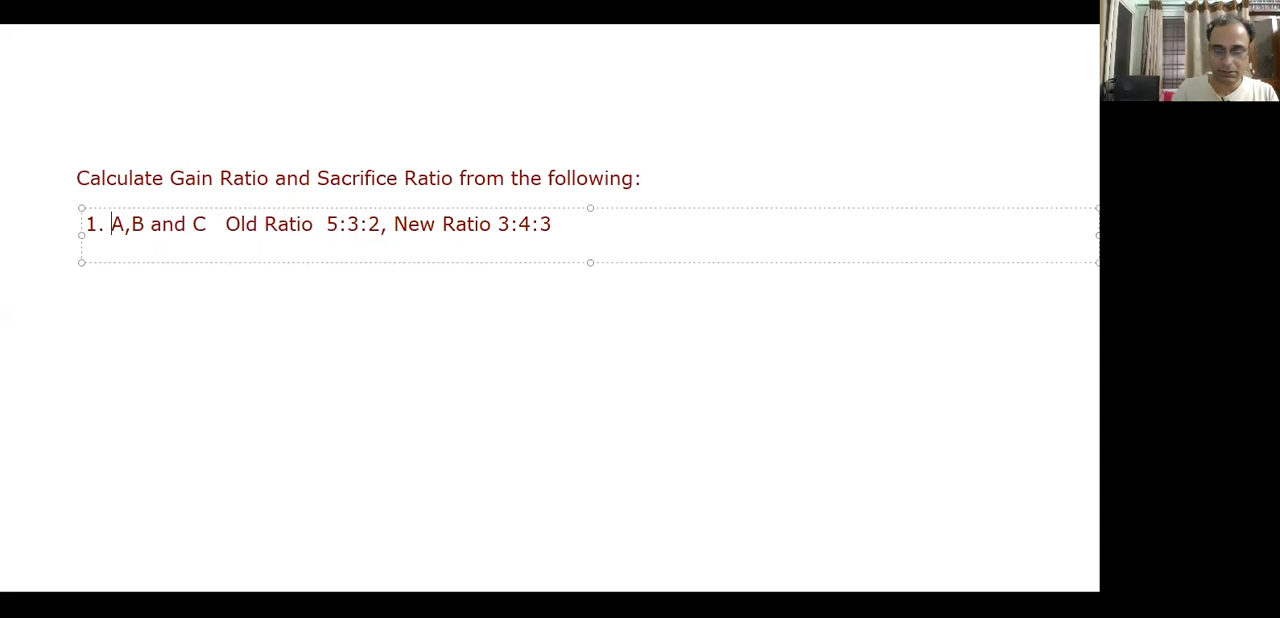 Calculate Gain Ratio and Sacrifice Ratio from the following:
1. A,B and C   Old Ratio  5:3:2, New Ratio 3:4:3